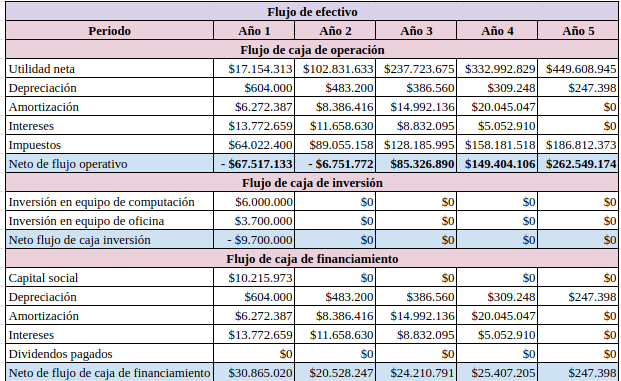 Flujo de efectivo
Periodo Año 1 Año 2 Año 3 Año 4 Año 5
Flujo de caja de operación
Utilidad neta $17.154.313 $102.831.633 $237.723.675 $332.992.829 $449.608.945
Depreciación $604.000 $483.200 $386.560 $309.248 $247.398
Amortización $6.272.387 $8.386.416 $14.992.136 $20.045.047 $0
Intereses $13.772.659 $11.658.630 $8.832.095 $5.052.910 $0
Impuestos $64.022.400 $89.055.158 $128.185.995 $158.181.518 $186.812.373
Neto de flujo operativo - $67.517.133 - $6.751.772 $85.326.890 $149.404.106 $262.549.174
Flujo de caja de inversión
Inversión en equipo de computación $6.000.000 $0 $0 $0 $0
Inversión en equipo de oficina $3.700.000 $0 $0 $0 $0
Neto flujo de caja inversión - $9.700.000 $0 $0 $0 $0
Flujo de caja de financiamiento
Capital social $10.215.973 $0 $0 $0 $0
Depreciación $604.000 $483.200 $386.560 $309.248 $247.398
Amortización $6.272.387 $8.386.416 $14.992.136 $20.045.047 $0
Intereses $13.772.659 $11.658.630 $8.832.095 $5.052.910 $0
Dividendos pagados $0 $0 $0 $0 $0
Neto de flujo de caja de financiamiento $30.865.020 $20.528.247 $24.210.791 $25.407.205 $247.398